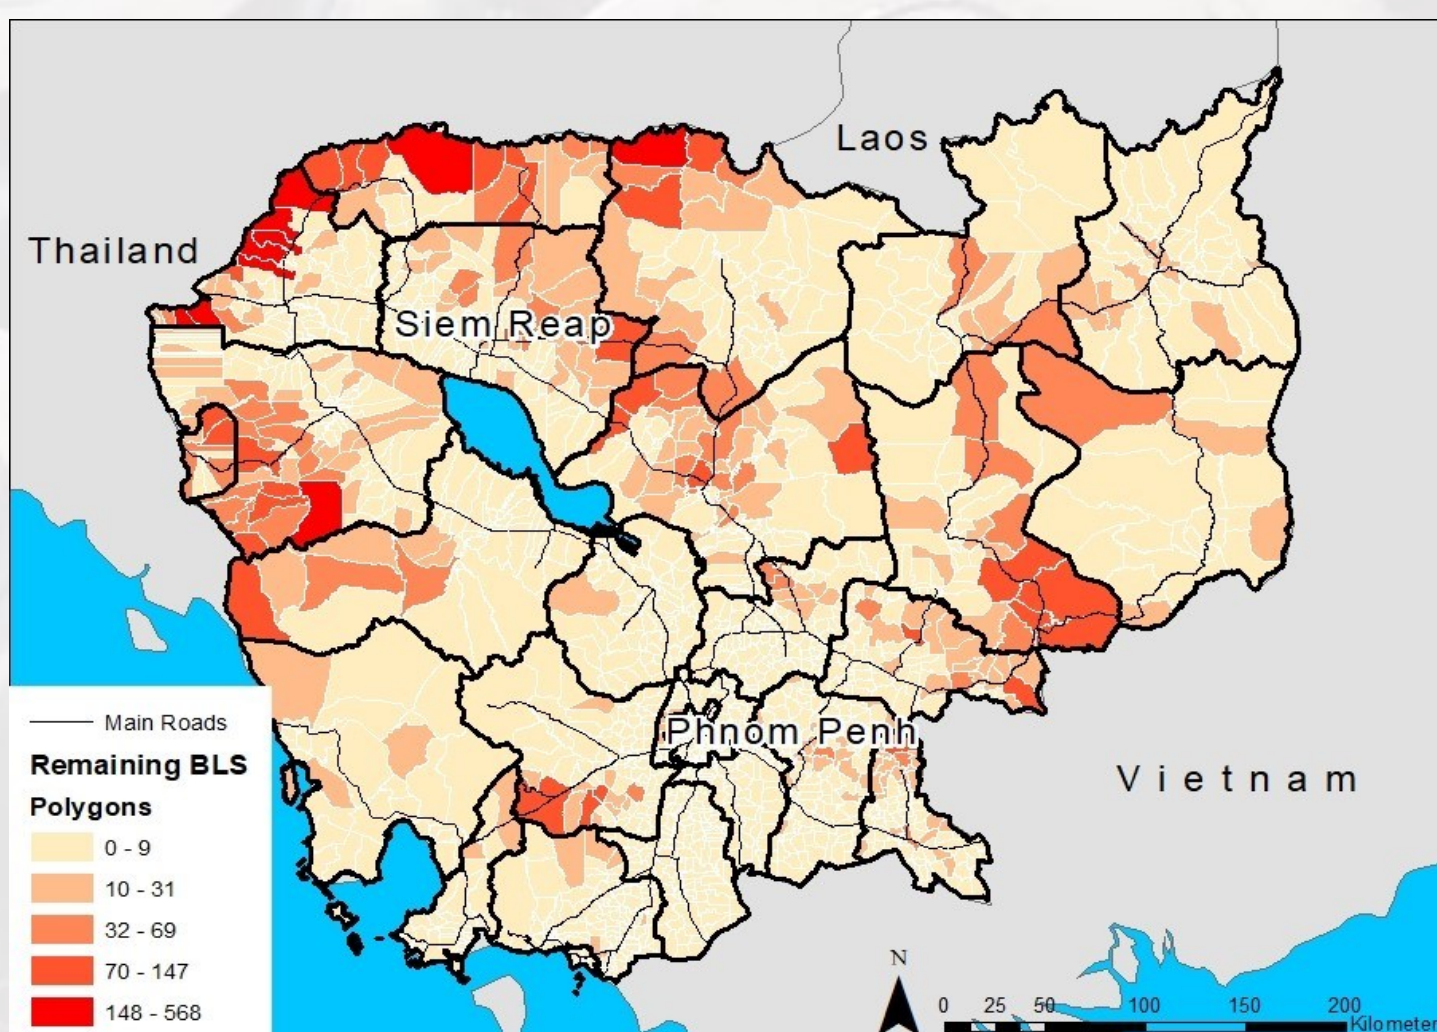 Laos
Thailand
Siem Reap
Phnom Penh
Vietnam
Main Roads
Remaining BLS
Polygons
0 - 9
10 - 31
32 - 69
70 - 147
148 - 568
N
0 25 50 100 150 200
Kilometer